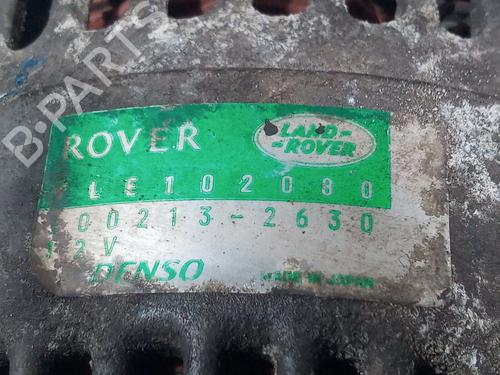 B-PARTS
ROVER
LAND-
-ROVER
LE102080
00213-2630
12V
DENSO
MADE IN JAPAN